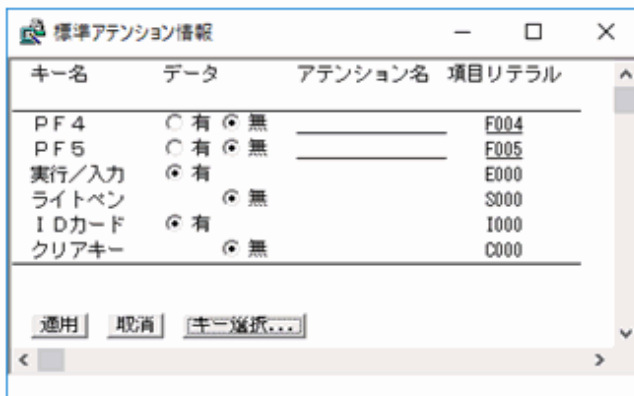 標準アテンション情報
キー名 データ アテンション名 項目リテラル
PF4 有 無 F004
PF5 有 無 F005
実行/入力 有 E000
ライトペン 無 S000
IDカード 有 I000
クリアキー 無 C000
適用 取消 キー選択...